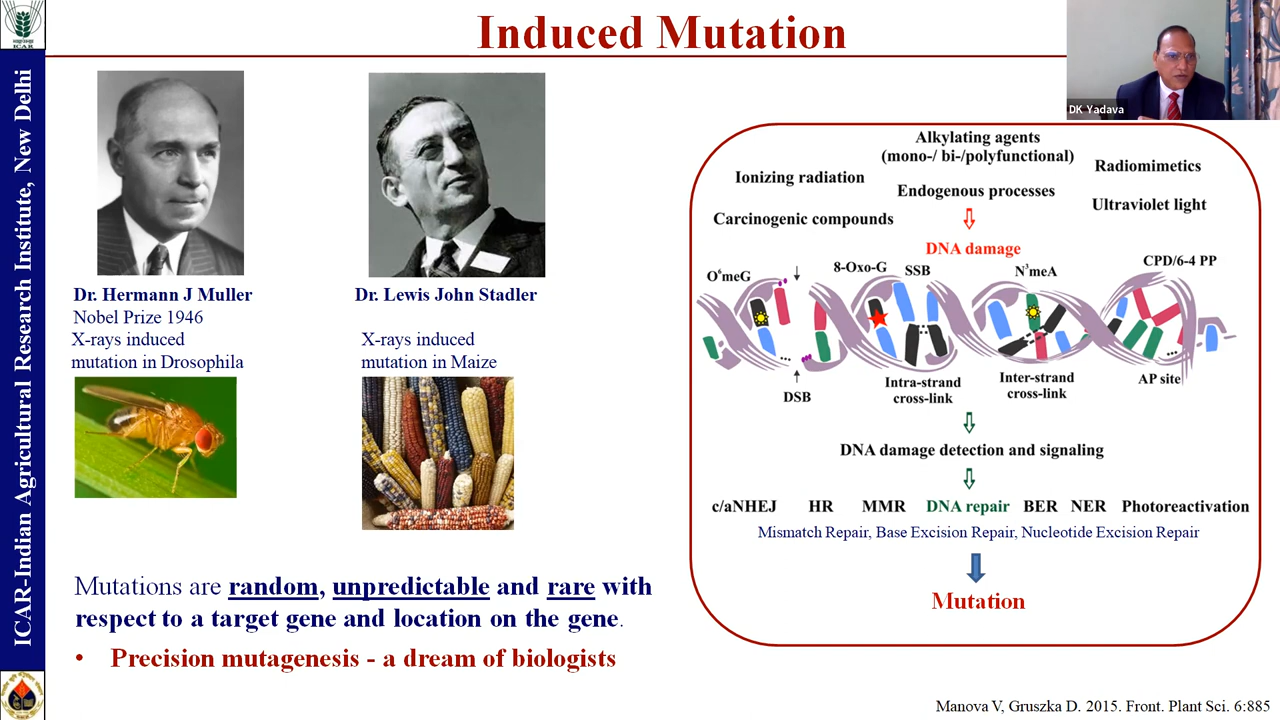 Induced Mutation
ICAR
ICAR-Indian Agricultural Research Institute, New Delhi
DK Yadava
Dr. Hermann J Muller
Nobel Prize 1946
X-rays induced
mutation in Drosophila
Dr. Lewis John Stadler
X-rays induced
mutation in Maize
Mutations are random, unpredictable and rare with
respect to a target gene and location on the gene.
• Precision mutagenesis - a dream of biologists
Alkylating agents
(mono-/ bi-/polyfunctional)
Radiomimetics
Ionizing radiation
Endogenous processes
Ultraviolet light
Carcinogenic compounds
DNA damage
O⁶meG
8-Oxo-G
SSB
N³meA
CPD/6-4 PP
DSB
Intra-strand
cross-link
Inter-strand
cross-link
AP site
DNA damage detection and signaling
c/aNHEJ HR MMR DNA repair BER NER Photoreactivation
Mismatch Repair, Base Excision Repair, Nucleotide Excision Repair
Mutation
Manova V, Gruszka D. 2015. Front. Plant Sci. 6:885